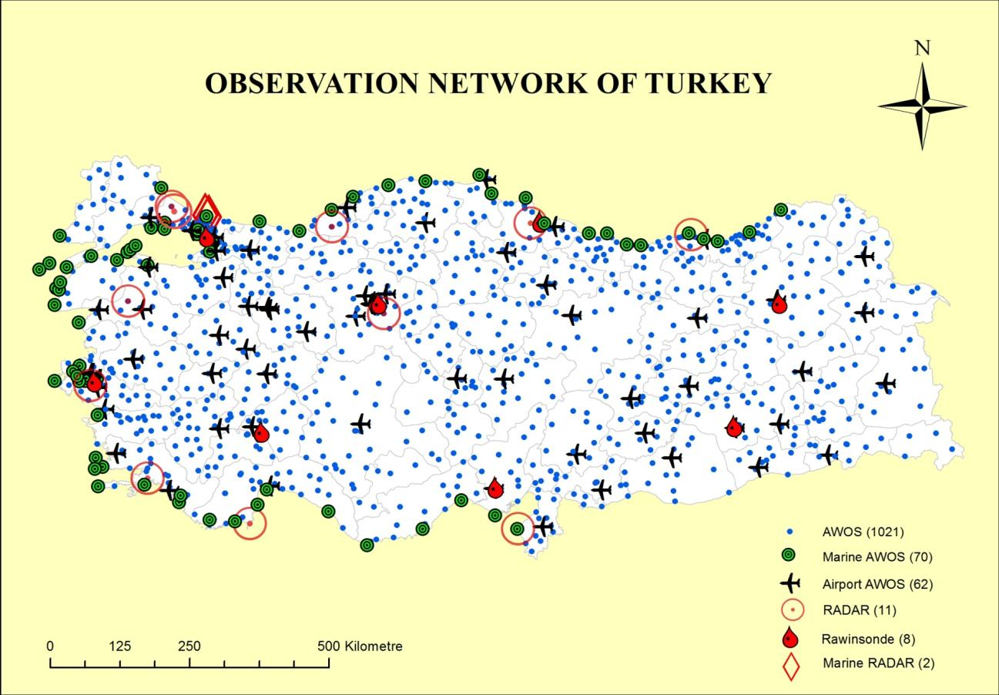 N
OBSERVATION NETWORK OF TURKEY
AWOS (1021)
Marine AWOS (70)
Airport AWOS (62)
RADAR (11)
Rawinsonde (8)
Marine RADAR (2)
0 125 250 500 Kilometre